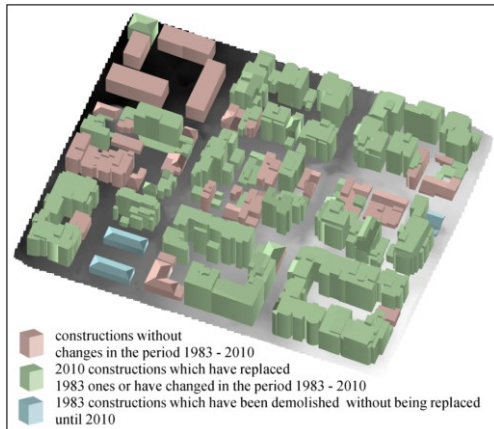 constructions without
changes in the period 1983 - 2010
2010 constructions which have replaced
1983 ones or have changed in the period 1983 - 2010
1983 constructions which have been demolished without being replaced
until 2010